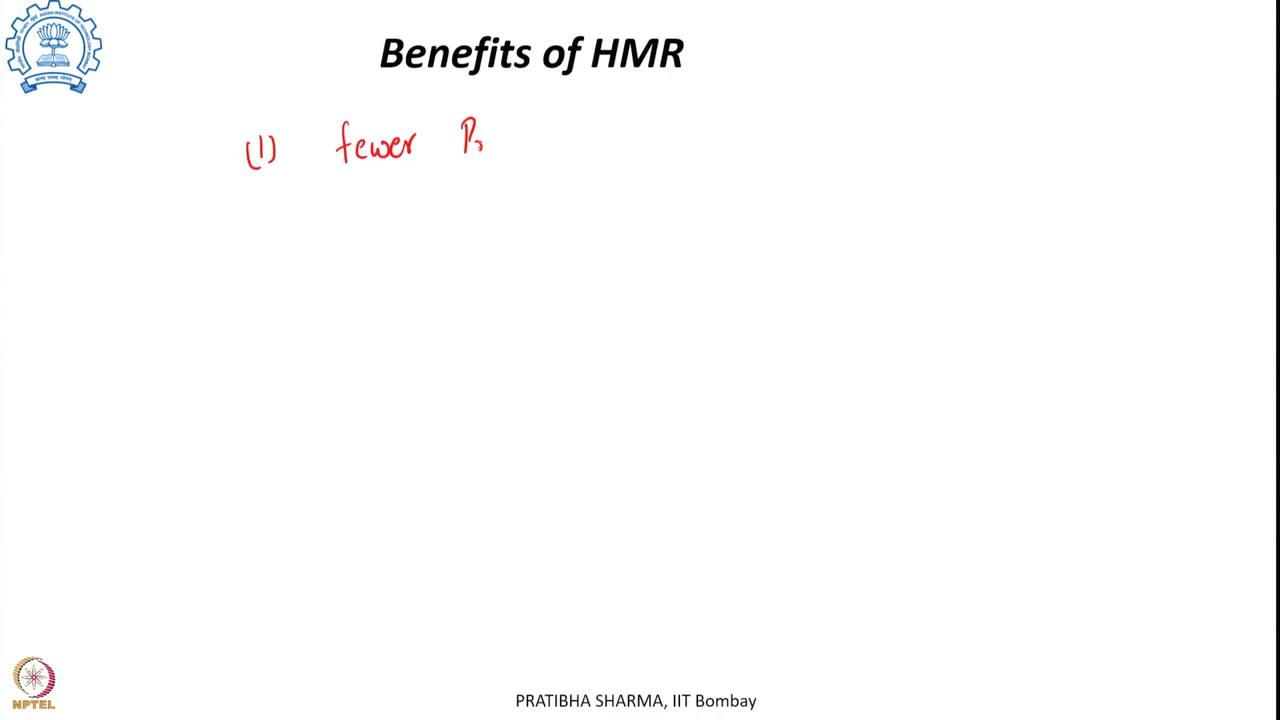 Benefits of HMR
(1) fewer
NPTEL
PRATIBHA SHARMA, IIT Bombay